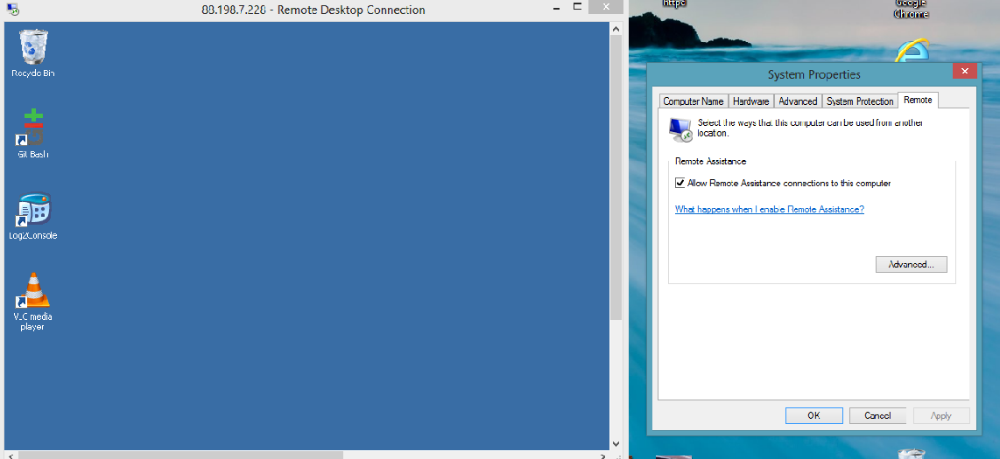 88.198.7.228 - Remote Desktop Connection
Recycle Bin
Git Bash
Log2Console
VLC media
player
httpc
Google
Chrome
System Properties
Computer Name
Hardware
Advanced
System Protection
Remote
Select the ways that this computer can be used from another
location.
Remote Assistance
Allow Remote Assistance connections to this computer
What happens when I enable Remote Assistance?
Advanced...
OK
Cancel
Apply